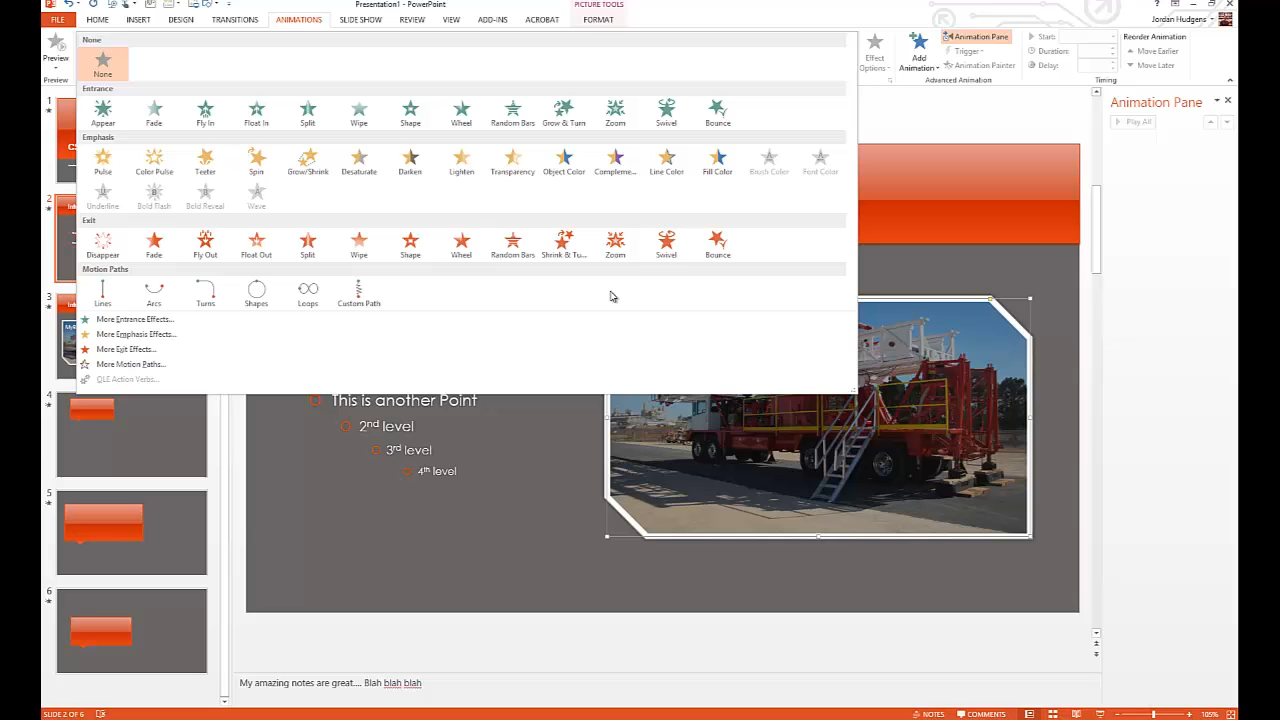 Presentation1 - PowerPoint
PICTURE TOOLS
FILE HOME INSERT DESIGN TRANSITIONS ANIMATIONS SLIDE SHOW REVIEW VIEW ADD-INS ACROBAT FORMAT
Jordan Hudgens
Preview
Preview
None
None
Entrance
Appear Fade Fly In Float In Split Wipe Shape Wheel Random Bars Grow & Turn Zoom Swivel Bounce
Emphasis
Pulse Color Pulse Teeter Spin Grow/Shrink Desaturate Darken Lighten Transparency Object Color Compleme... Line Color Fill Color Brush Color Font Color
Underline Bold Flash Bold Reveal Wave
Exit
Disappear Fade Fly Out Float Out Split Wipe Shape Wheel Random Bars Shrink & Tu... Zoom Swivel Bounce
Motion Paths
Lines Arcs Turns Shapes Loops Custom Path
More Entrance Effects...
More Emphasis Effects...
More Exit Effects...
More Motion Paths...
OLE Action Verbs...
Effect Options
Add Animation
Animation Pane
Trigger
Animation Painter
Advanced Animation
Start:
Duration:
Delay:
Reorder Animation
Move Earlier
Move Later
Timing
Animation Pane
Play All
1
2
3
4
5
6
This is another Point
2nd level
3rd level
4th level
My amazing notes are great.... Blah blah blah
SLIDE 2 OF 6
NOTES COMMENTS 105%